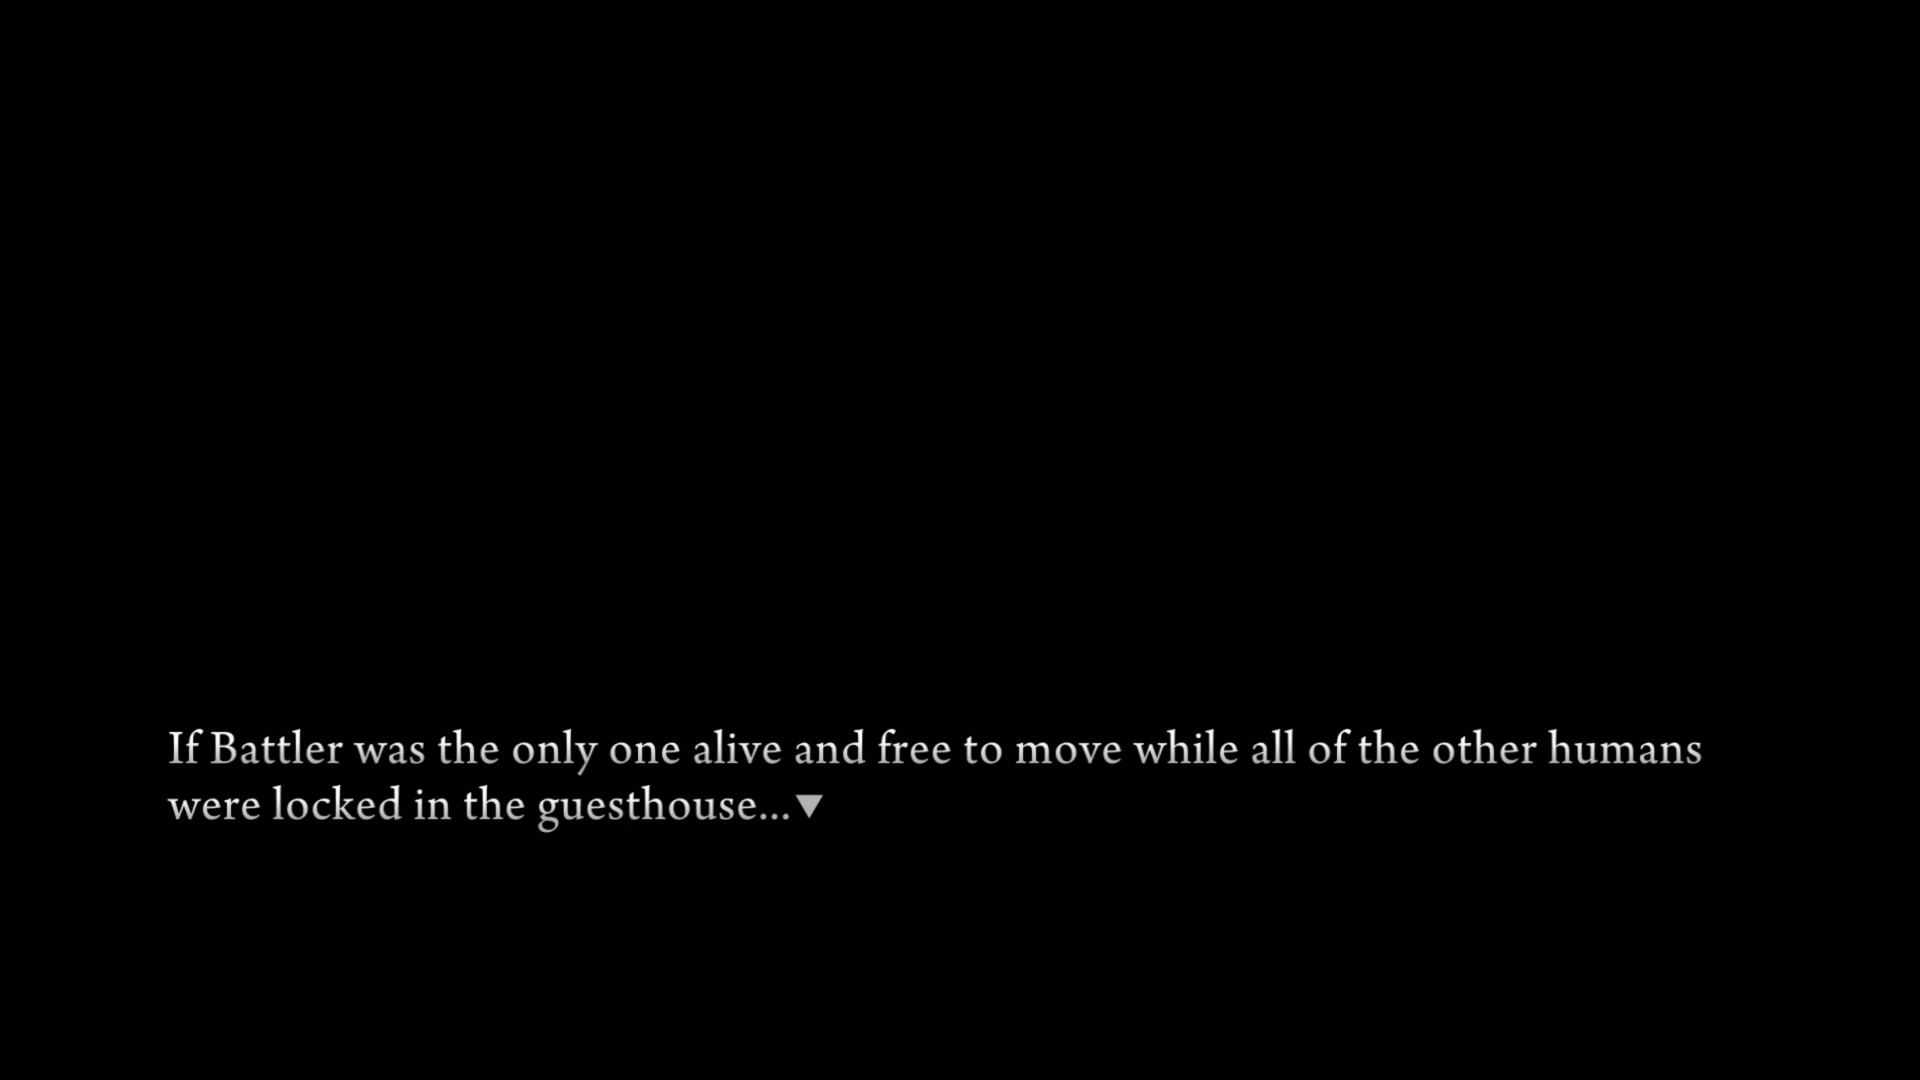 If Battler was the only one alive and free to move while all of the other humans
were locked in the guesthouse...▼